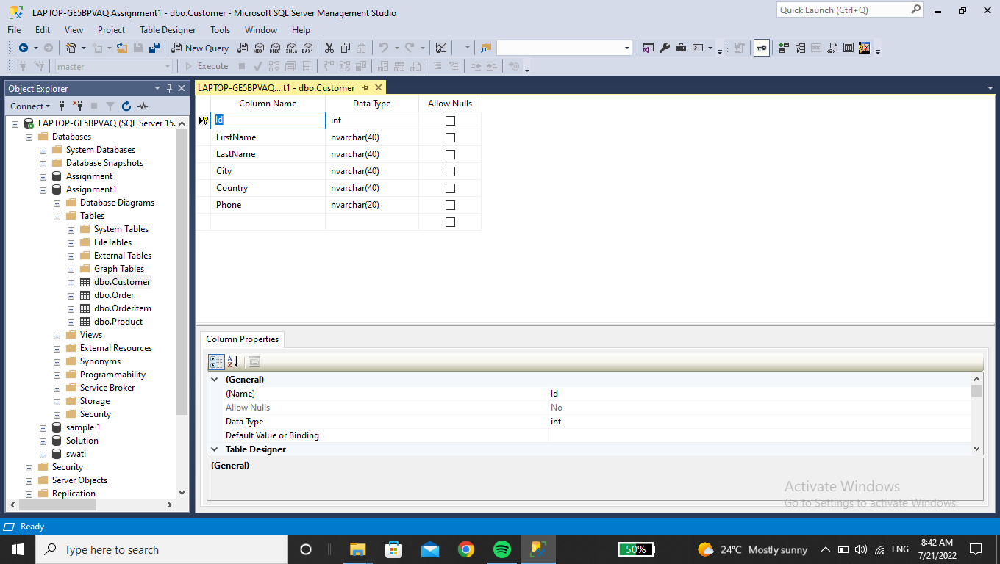 LAPTOP-GE5BPVAQ.Assignment1 - dbo.Customer - Microsoft SQL Server Management Studio
Quick Launch (Ctrl+Q)
File Edit View Project Table Designer Tools Window Help
New Query MDX DMX XMLA DAX
master Execute
Object Explorer
Connect
LAPTOP-GE5BPVAQ (SQL Server 15.
Databases
System Databases
Database Snapshots
Assignment
Assignment1
Database Diagrams
Tables
System Tables
FileTables
External Tables
Graph Tables
dbo.Customer
dbo.Order
dbo.Orderitem
dbo.Product
Views
External Resources
Synonyms
Programmability
Service Broker
Storage
Security
sample 1
Solution
swati
Security
Server Objects
Replication
LAPTOP-GE5BPVAQ....t1 - dbo.Customer
Column Name Data Type Allow Nulls
Id int
FirstName nvarchar(40)
LastName nvarchar(40)
City nvarchar(40)
Country nvarchar(40)
Phone nvarchar(20)
Column Properties
(General)
(Name) Id
Allow Nulls No
Data Type int
Default Value or Binding
Table Designer
(General)
Activate Windows
Go to Settings to activate Windows.
Ready
Type here to search
50%
24°C Mostly sunny
ENG
8:42 AM
7/21/2022